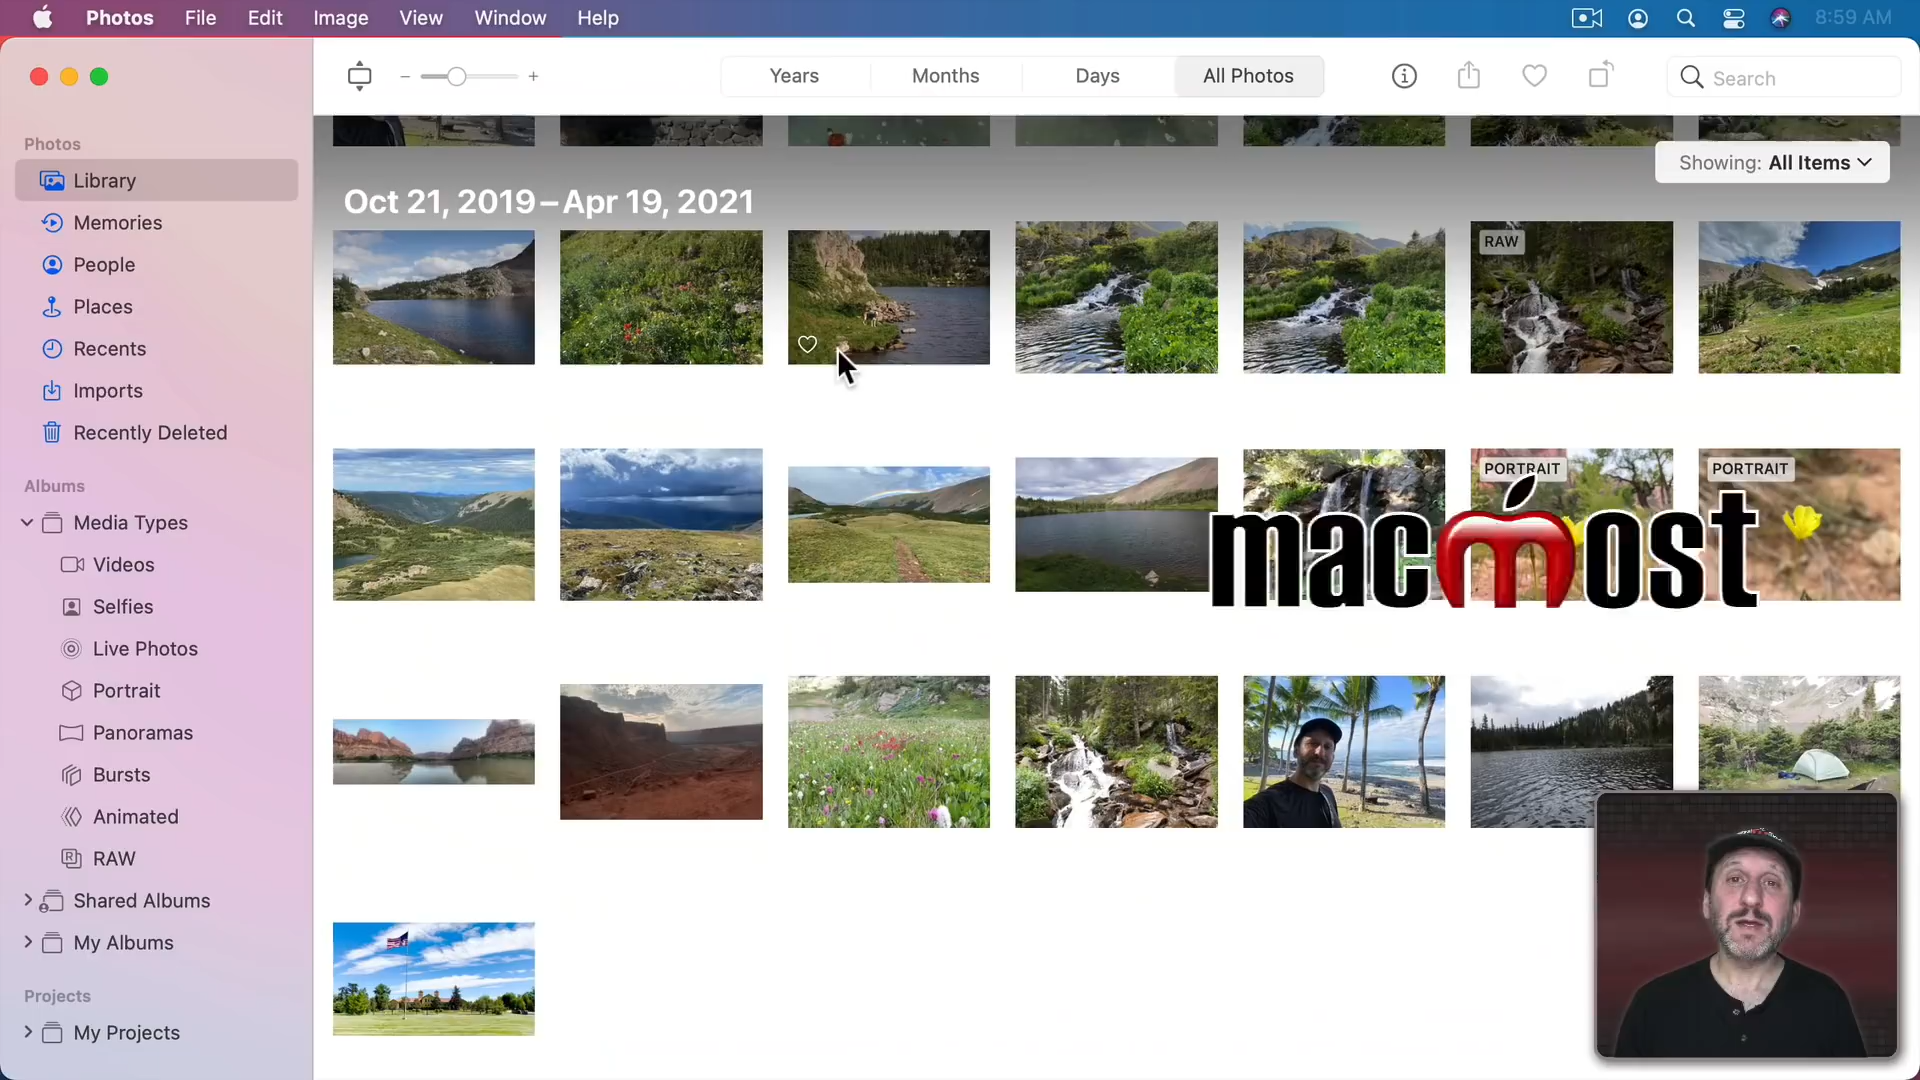 Photos File Edit Image View Window Help 8:59 AM
Years Months Days All Photos Search
Photos
Library
Memories
People
Places
Recents
Imports
Recently Deleted
Albums
Media Types
Videos
Selfies
Live Photos
Portrait
Panoramas
Bursts
Animated
RAW
Shared Albums
My Albums
Projects
My Projects
Showing: All Items
Oct 21, 2019 – Apr 19, 2021
RAW
PORTRAIT PORTRAIT
macmost